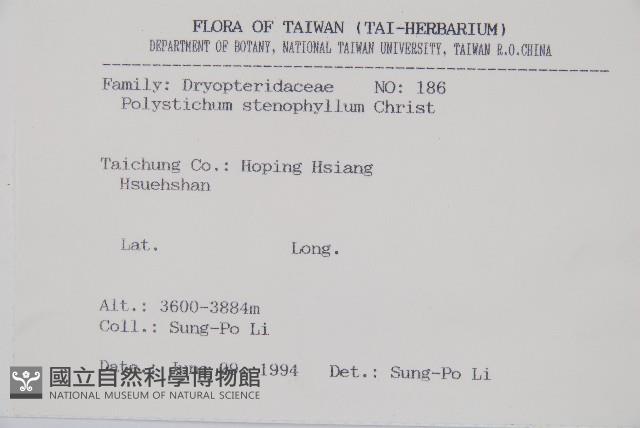 FLORA OF TAIWAN (TAI-HERBARIUM)
DEPARTMENT OF BOTANY, NATIONAL TAIWAN UNIVERSITY, TAIWAN R.O.CHINA
Family: Dryopteridaceae NO: 186
Polystichum stenophyllum Christ
Taichung Co.: Hoping Hsiang
Hsuehshan
Lat. Long.
Alt.: 3600-3884m
Coll.: Sung-Po Li
Date.: June 1994 Det.: Sung-Po Li
國立自然科學博物館
NATIONAL MUSEUM OF NATURAL SCIENCE